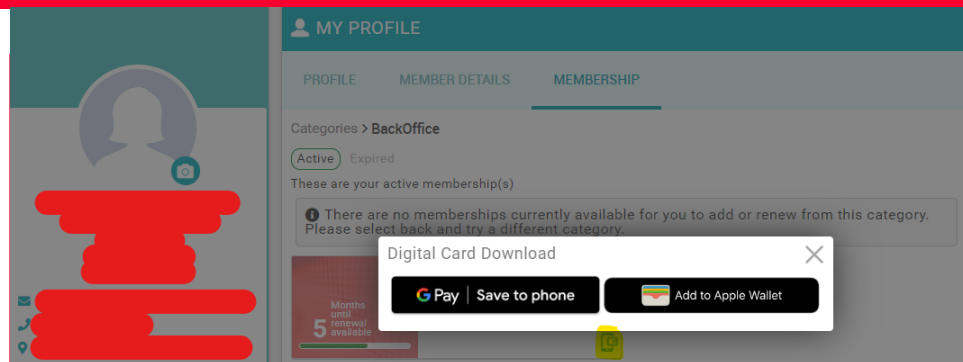 MY PROFILE
PROFILE MEMBER DETAILS MEMBERSHIP
Categories > BackOffice
Active Expired
These are your active membership(s)
There are no memberships currently available for you to add or renew from this category.
Please select back and try a different category.
Digital Card Download
G Pay | Save to phone
Add to Apple Wallet
Months
until
5 renewal
available